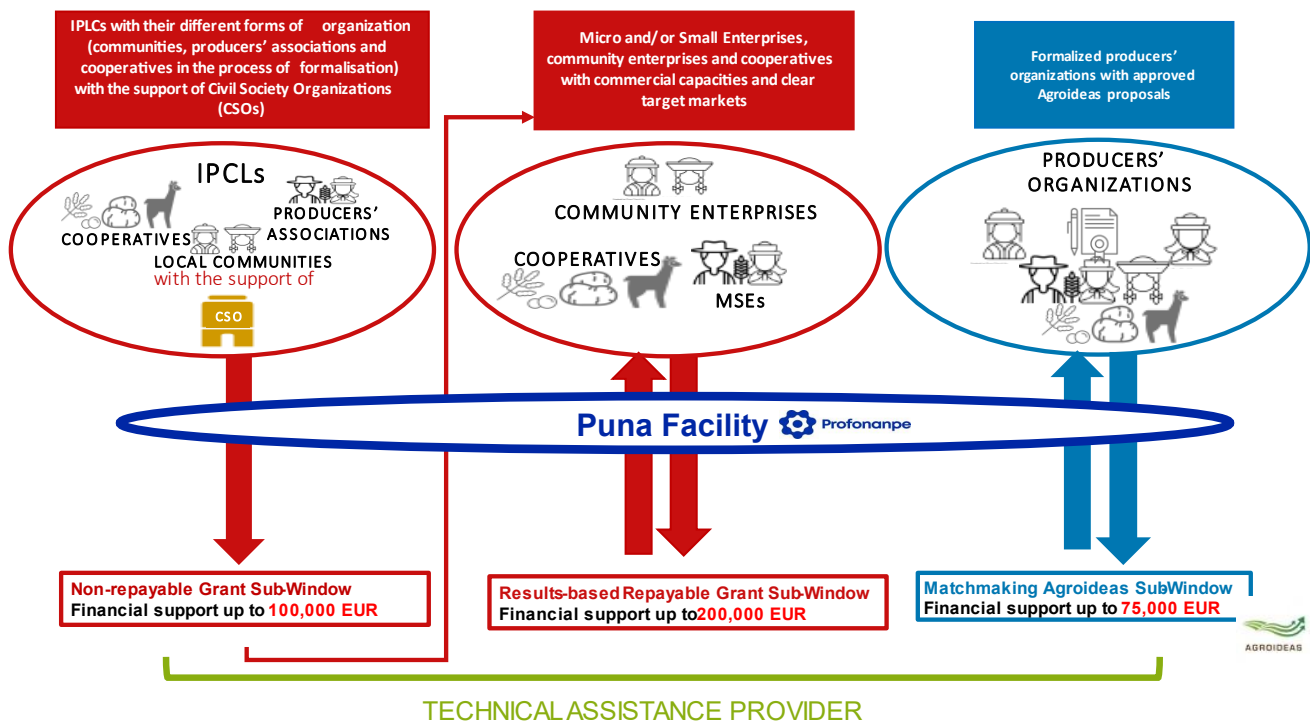 IPLCs with their different forms of organization
(communities, producers' associations and
cooperatives in the process of formalisation)
with the support of Civil Society Organizations
(CSOs)
Micro and/or Small Enterprises,
community enterprises and cooperatives
with commercial capacities and clear
target markets
Formalized producers'
organizations with approved
Agroideas proposals
IPCLs
PRODUCERS'
ASSOCIATIONS
COOPERATIVES
LOCAL COMMUNITIES
with the support of
CSO
COMMUNITY ENTERPRISES
COOPERATIVES
MSEs
PRODUCERS'
ORGANIZATIONS
Puna Facility Profonanpe
Non-repayable Grant Sub-Window
Financial support up to 100,000 EUR
Results-based Repayable Grant Sub-Window
Financial support up to200,000 EUR
Matchmaking Agroideas Sub-Window
Financial support up to 75,000 EUR
AGROIDEAS
TECHNICAL ASSISTANCE PROVIDER